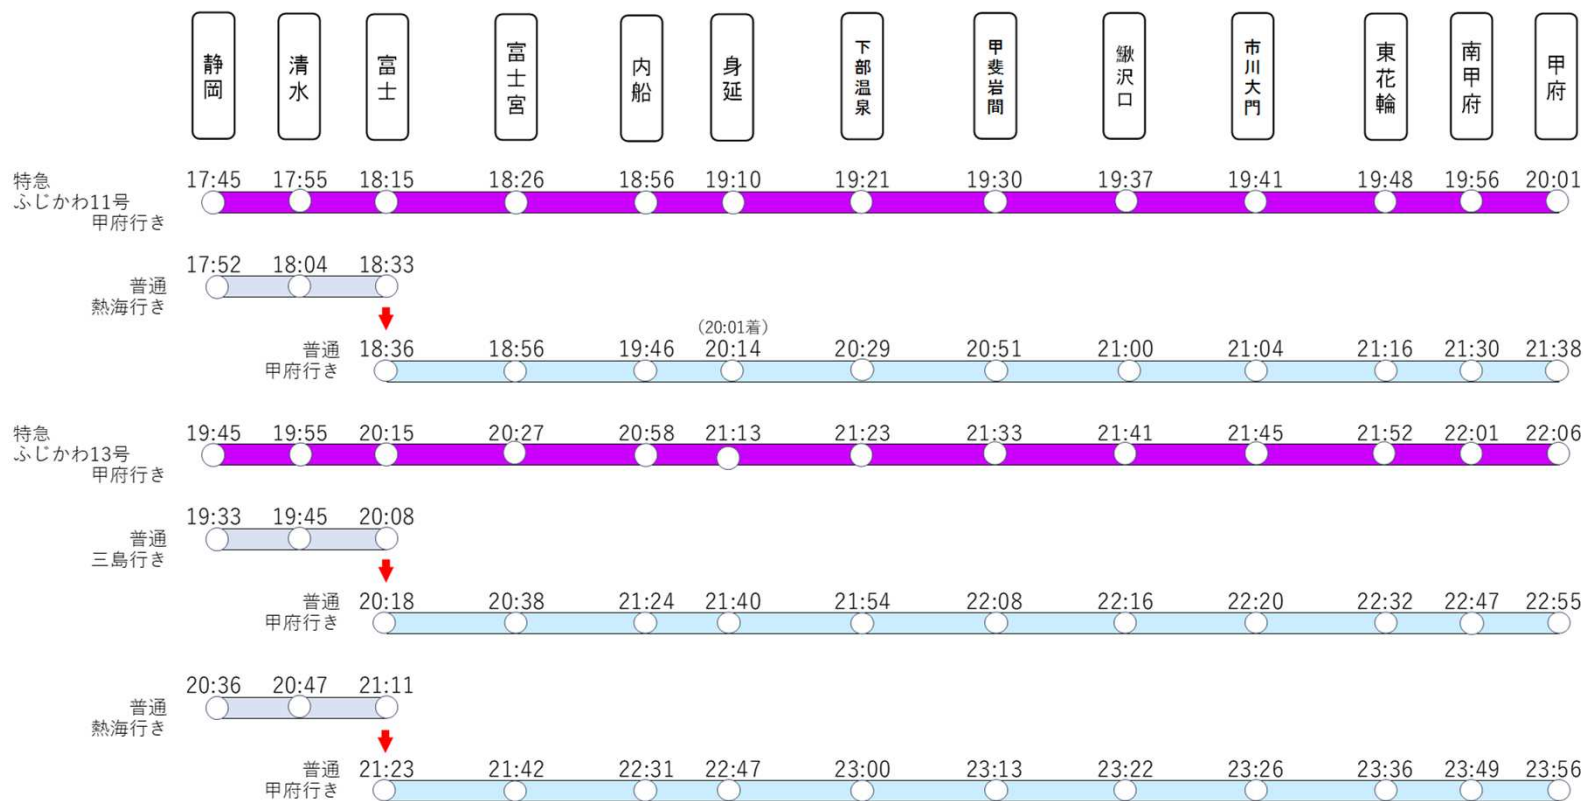 静岡
清水
富士
富士宮
内船
身延
下部温泉
甲斐岩間
鰍沢口
市川大門
東花輪
南甲府
甲府
特急
ふじかわ11号
甲府行き
17:45 17:55 18:15 18:26 18:56 19:10 19:21 19:30 19:37 19:41 19:48 19:56 20:01
普通
熱海行き
17:52 18:04 18:33
普通
甲府行き
(20:01着)
18:36 18:56 19:46 20:14 20:29 20:51 21:00 21:04 21:16 21:30 21:38
特急
ふじかわ13号
甲府行き
19:45 19:55 20:15 20:27 20:58 21:13 21:23 21:33 21:41 21:45 21:52 22:01 22:06
普通
三島行き
19:33 19:45 20:08
普通
甲府行き
20:18 20:38 21:24 21:40 21:54 22:08 22:16 22:20 22:32 22:47 22:55
普通
熱海行き
20:36 20:47 21:11
普通
甲府行き
21:23 21:42 22:31 22:47 23:00 23:13 23:22 23:26 23:36 23:49 23:56